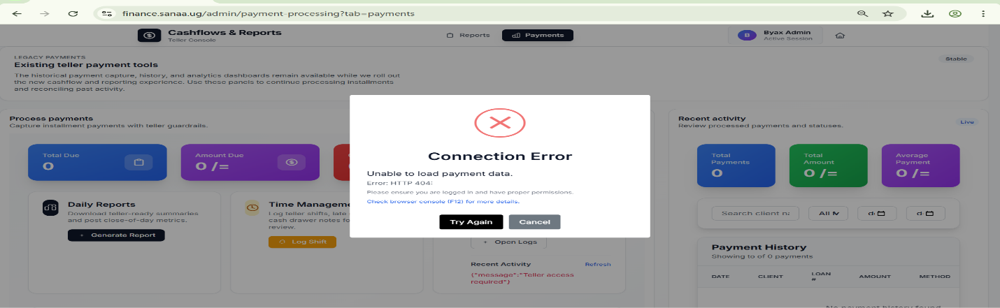 finance.sanaa.ug/admin/payment-processing?tab=payments
Cashflows & Reports
Teller Console
Reports
Payments
B
Byax Admin
Active Session
LEGACY PAYMENTS
Existing teller payment tools
Stable
The historical payment capture, history, and analytics dashboards remain available while we roll out
the new cashflow and reporting experience. Use these panels to continue processing installments
and reconciling past activity.
Process payments
Capture installment payments with teller guardrails.
Total Due
0
Amount Due
0 /=
Daily Reports
Download teller-ready summaries
and post close-of-day metrics.
+ Generate Report
Time Manageme
Log teller shifts, late
cash drawer notes fo
review.
Log Shift
+ Open Logs
Recent Activity
Refresh
{"message":"Teller access
required"}
Connection Error
Unable to load payment data.
Error: HTTP 404:
Please ensure you are logged in and have proper permissions.
Check browser console (F12) for more details.
Try Again
Cancel
Recent activity
Review processed payments and statuses.
Live
Total
Payments
0
Total
Amount
0 /=
Average
Payment
0 /=
Search client na
All M
Payment History
Showing to of 0 payments
DATE
CLIENT
LOAN
#
AMOUNT
METHOD
No payment history found